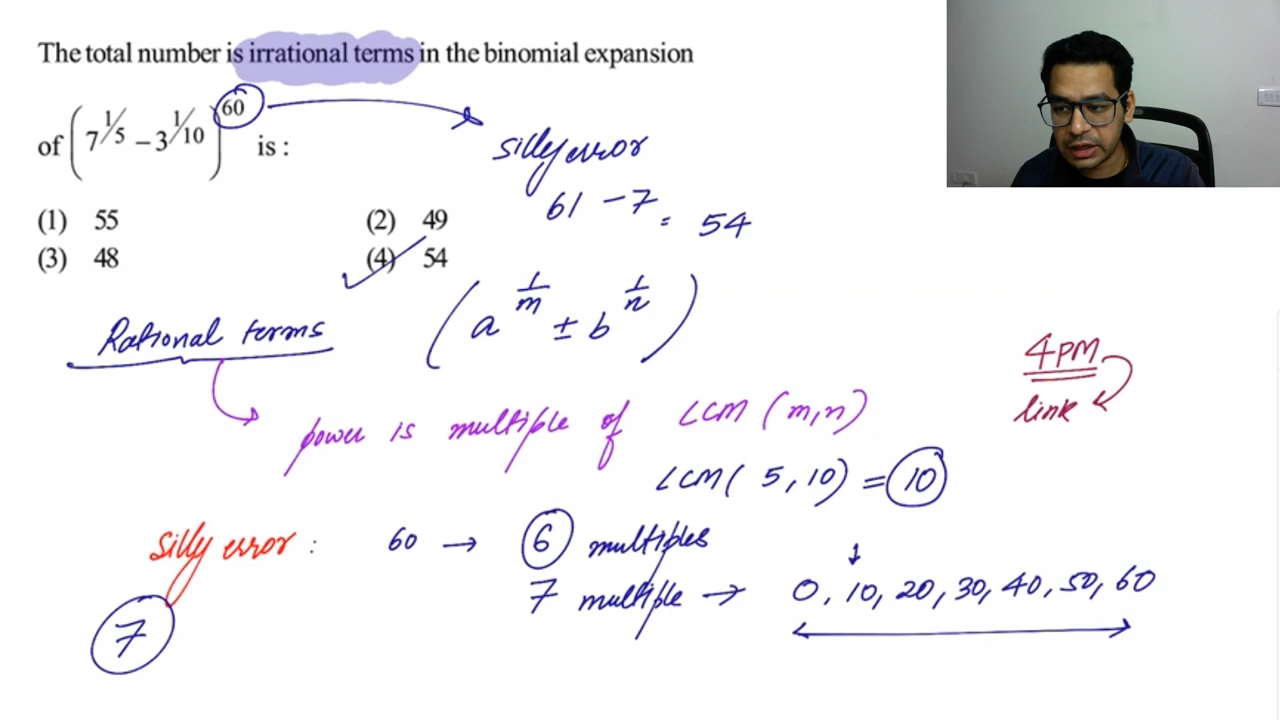 The total number is irrational terms in the binomial expansion
of (7^{1/5} – 3^{1/10})^{60} is :
silly error
61 - 7 = 54
(1) 55 (2) 49
(3) 48 (4) 54
Rational terms (a^{1/m} ± b^{1/n})
4PM
link
power is multiple of LCM (m,n)
LCM( 5, 10) = 10
silly error : 60 → 6 multiples
7 multiple → 0, 10, 20, 30, 40, 50, 60
7